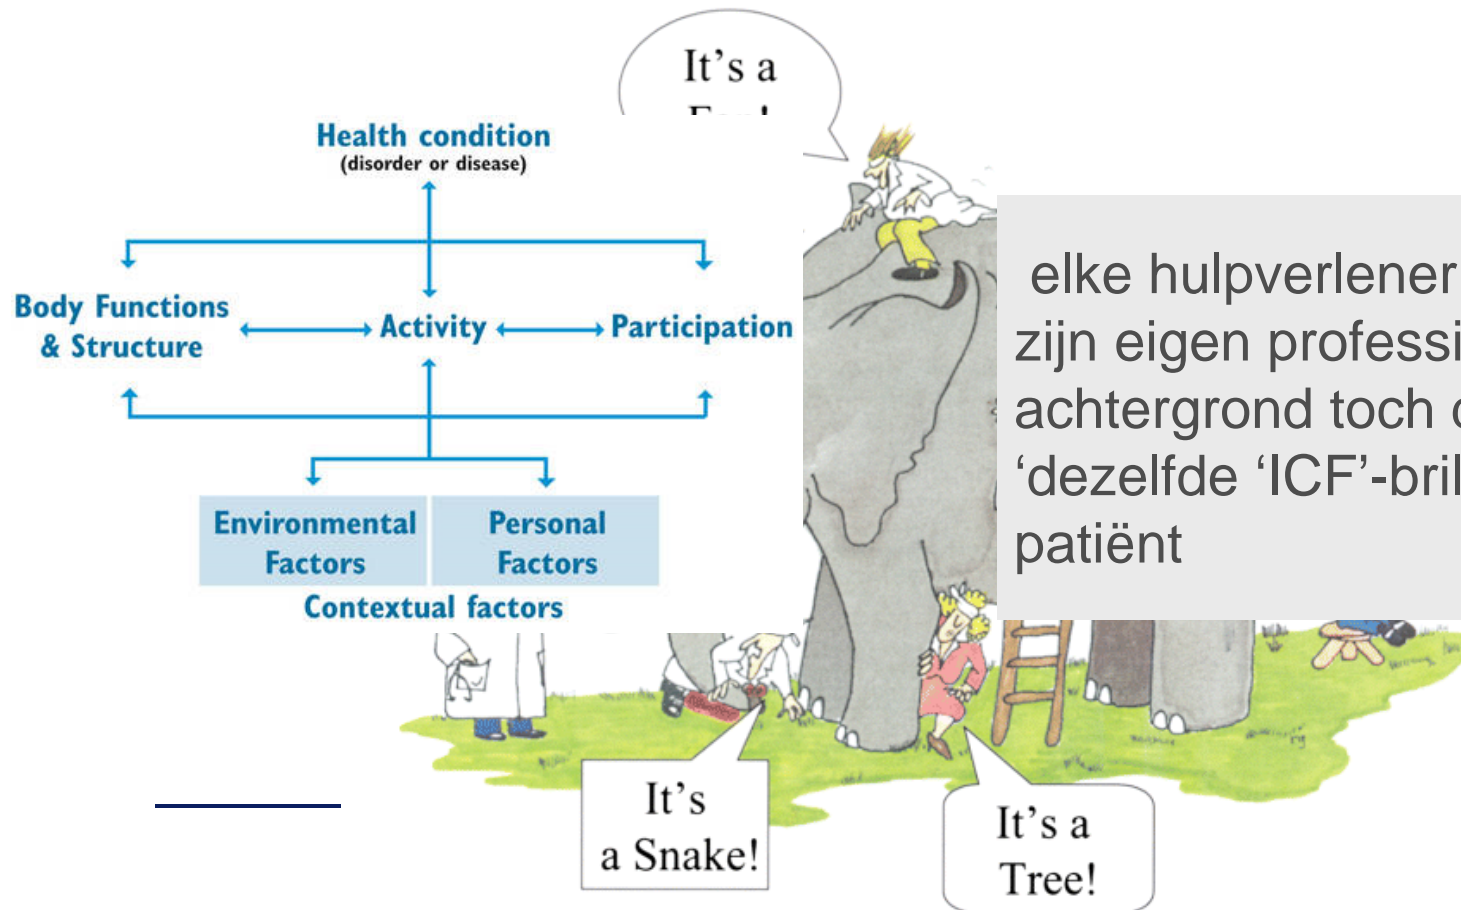 It's a
Health condition
(disorder or disease)
Body Functions
& Structure
Activity
Participation
Environmental
Factors
Personal
Factors
Contextual factors
elke hulpverlener
zijn eigen
achtergrond toch
‘dezelfde ‘ICF’-bril
patiënt
It's
a Snake!
It's a
Tree!